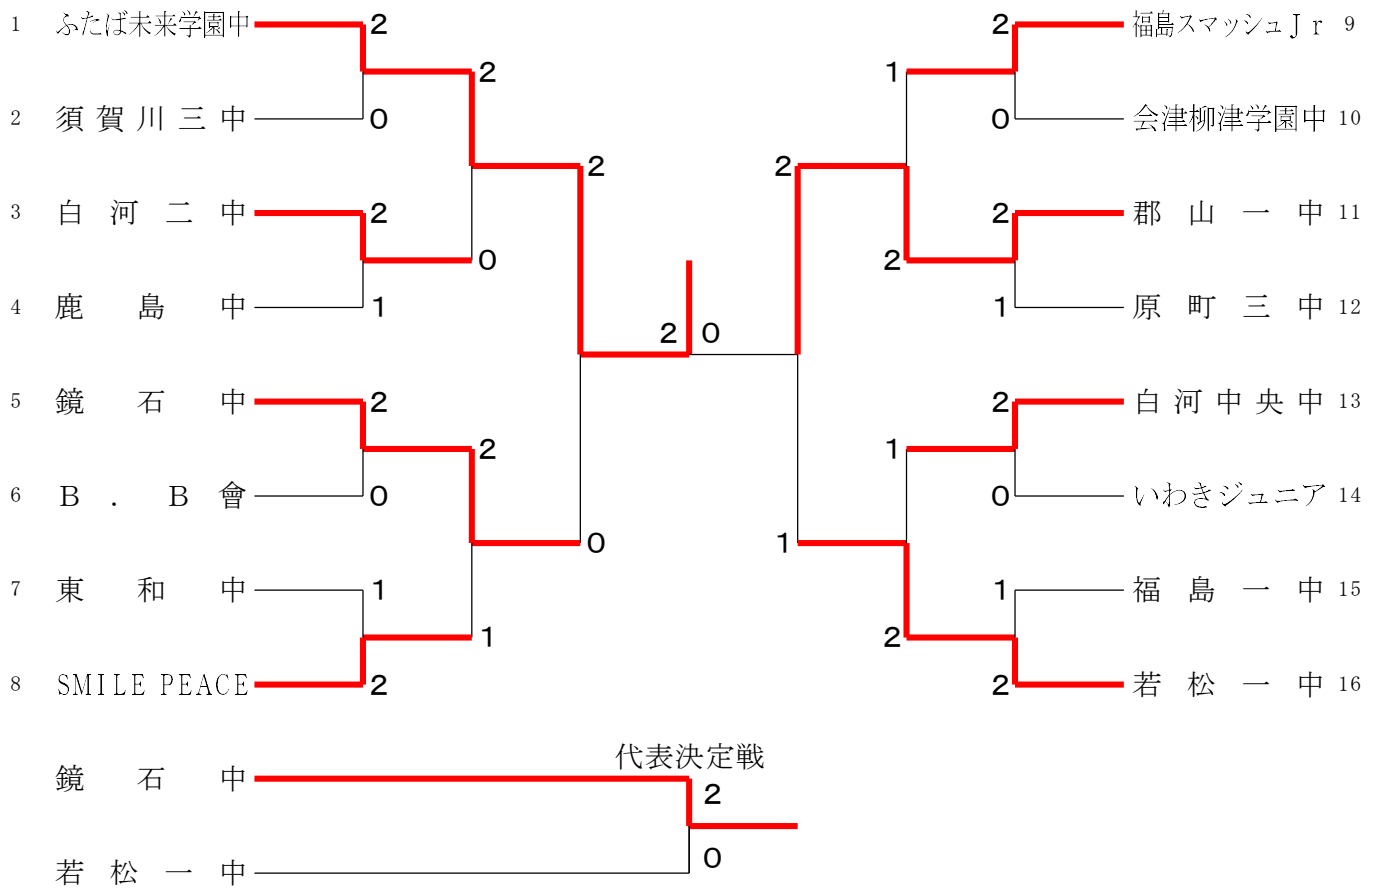 1 ふたば未来学園中 2 2 福島スマッシュJr 9
2 1
2 須賀川三中 0 0 会津柳津学園中 10
2 2
3 白河二中 2 2 郡山一中 11
0 2
4 鹿島中 1 1 原町三中 12
2 0
5 鏡石中 2 2 白河中央中 13
2 1
6 B.B會 0 0 いわきジュニア 14
0 1
7 東和中 1 1 福島一中 15
1 2
8 SMILE PEACE 2 2 若松一中 16
代表決定戦
鏡石中 2
若松一中 0